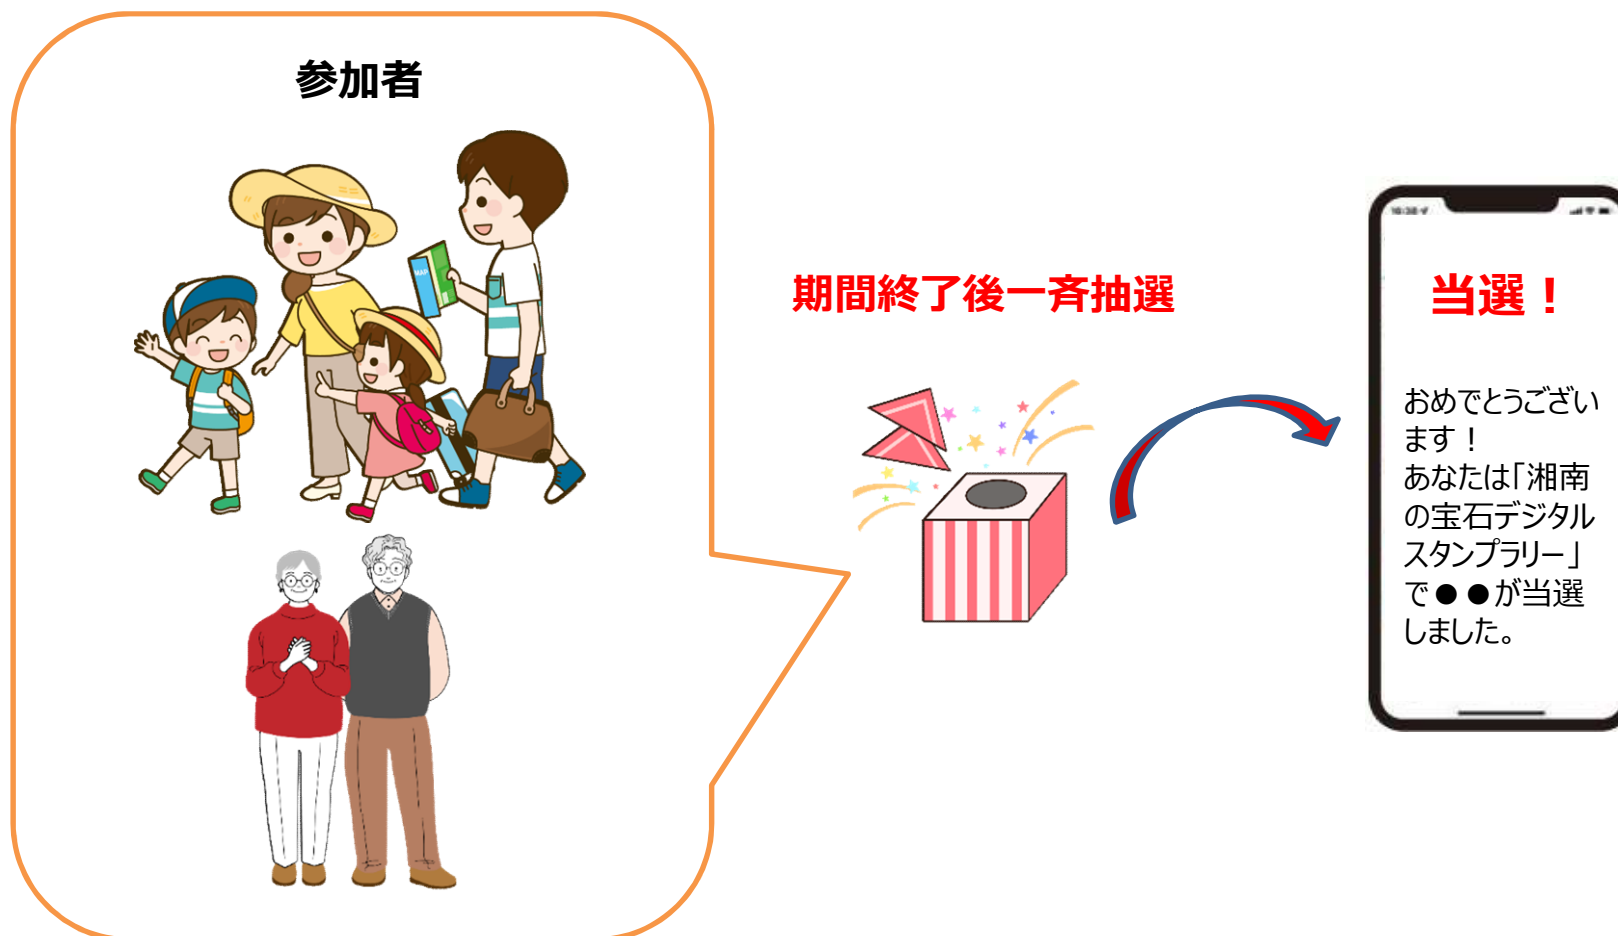 参加者
MAP
期間終了後一斉抽選
当選！
おめでとうござい
ます！
あなたは「湘南
の宝石デジタル
スタンプラリー」
で●●が当選
しました。